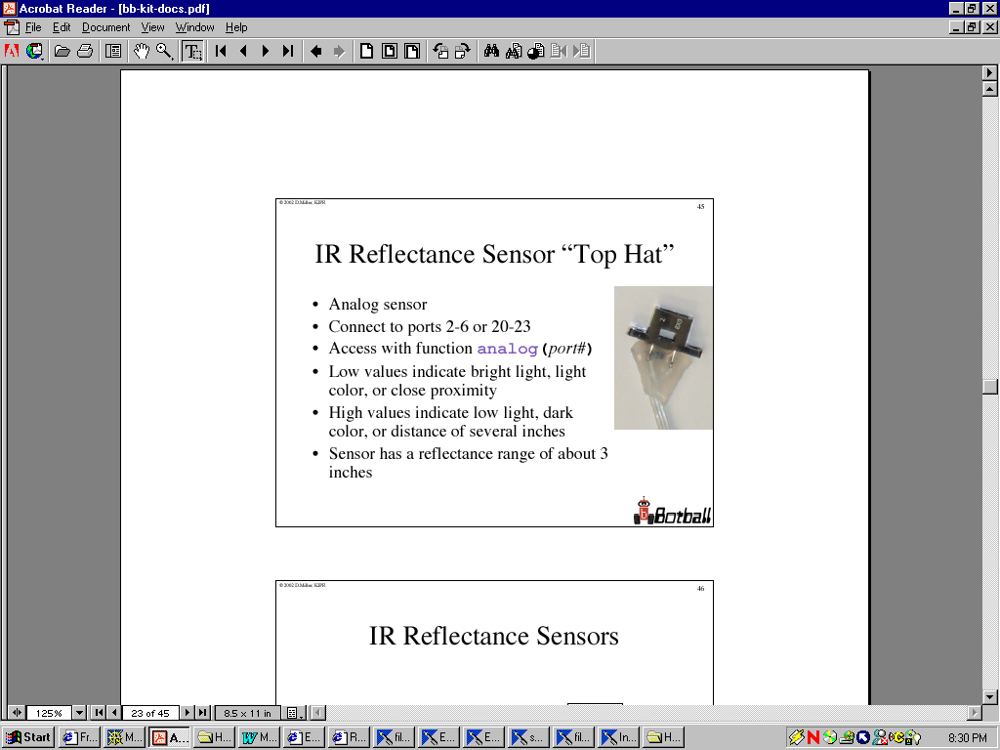 Acrobat Reader - [bb-kit-docs.pdf]
File Edit Document View Window Help
© 2002 D.Miller, KIPR
45
IR Reflectance Sensor “Top Hat”
• Analog sensor
• Connect to ports 2-6 or 20-23
• Access with function analog(port#)
• Low values indicate bright light, light
color, or close proximity
• High values indicate low light, dark
color, or distance of several inches
• Sensor has a reflectance range of about 3
inches
Botball
© 2002 D.Miller, KIPR
46
IR Reflectance Sensors
125% 23 of 45 8.5 x 11 in
Start Fr... M... A... H... M... E... R... fil... E... E... s... fil... In... H... 8:30 PM